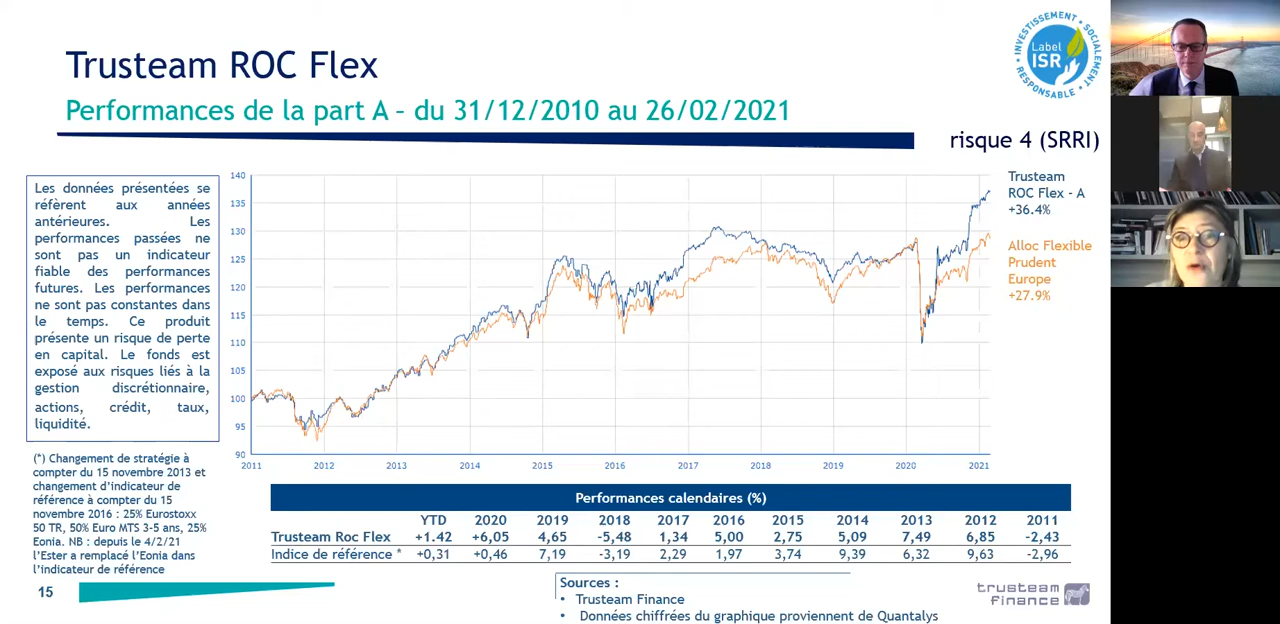 Trusteam ROC Flex
Performances de la part A – du 31/12/2010 au 26/02/2021
INVESTISSEMENT SOCIALEMENT RESPONSABLE
Label
ISR
risque 4 (SRRI)
Les données présentées se
réfèrent aux années
antérieures. Les
performances passées ne
sont pas un indicateur
fiable des performances
futures. Les performances
ne sont pas constantes dans
le temps. Ce produit
présente un risque de perte
en capital. Le fonds est
exposé aux risques liés à la
gestion discrétionnaire,
actions, crédit, taux,
liquidité.
(*) Changement de stratégie à
compter du 15 novembre 2013 et
changement d’indicateur de
référence à compter du 15
novembre 2016 : 25% Eurostoxx
50 TR, 50% Euro MTS 3-5 ans, 25%
Eonia. NB : depuis le 4/2/21
l’Ester a remplacé l’Eonia dans
l’indicateur de référence
140
135
130
125
120
115
110
105
100
95
90
2011 2012 2013 2014 2015 2016 2017 2018 2019 2020 2021
Trusteam
ROC Flex - A
+36.4%
Alloc Flexible
Prudent
Europe
+27.9%
Performances calendaires (%)
YTD 2020 2019 2018 2017 2016 2015 2014 2013 2012 2011
Trusteam Roc Flex +1.42 +6,05 4,65 -5,48 1,34 5,00 2,75 5,09 7,49 6,85 -2,43
Indice de référence * +0,31 +0,46 7,19 -3,19 2,29 1,97 3,74 9,39 6,32 9,63 -2,96
Sources :
• Trusteam Finance
• Données chiffrées du graphique proviennent de Quantalys
15
trusteam
finance